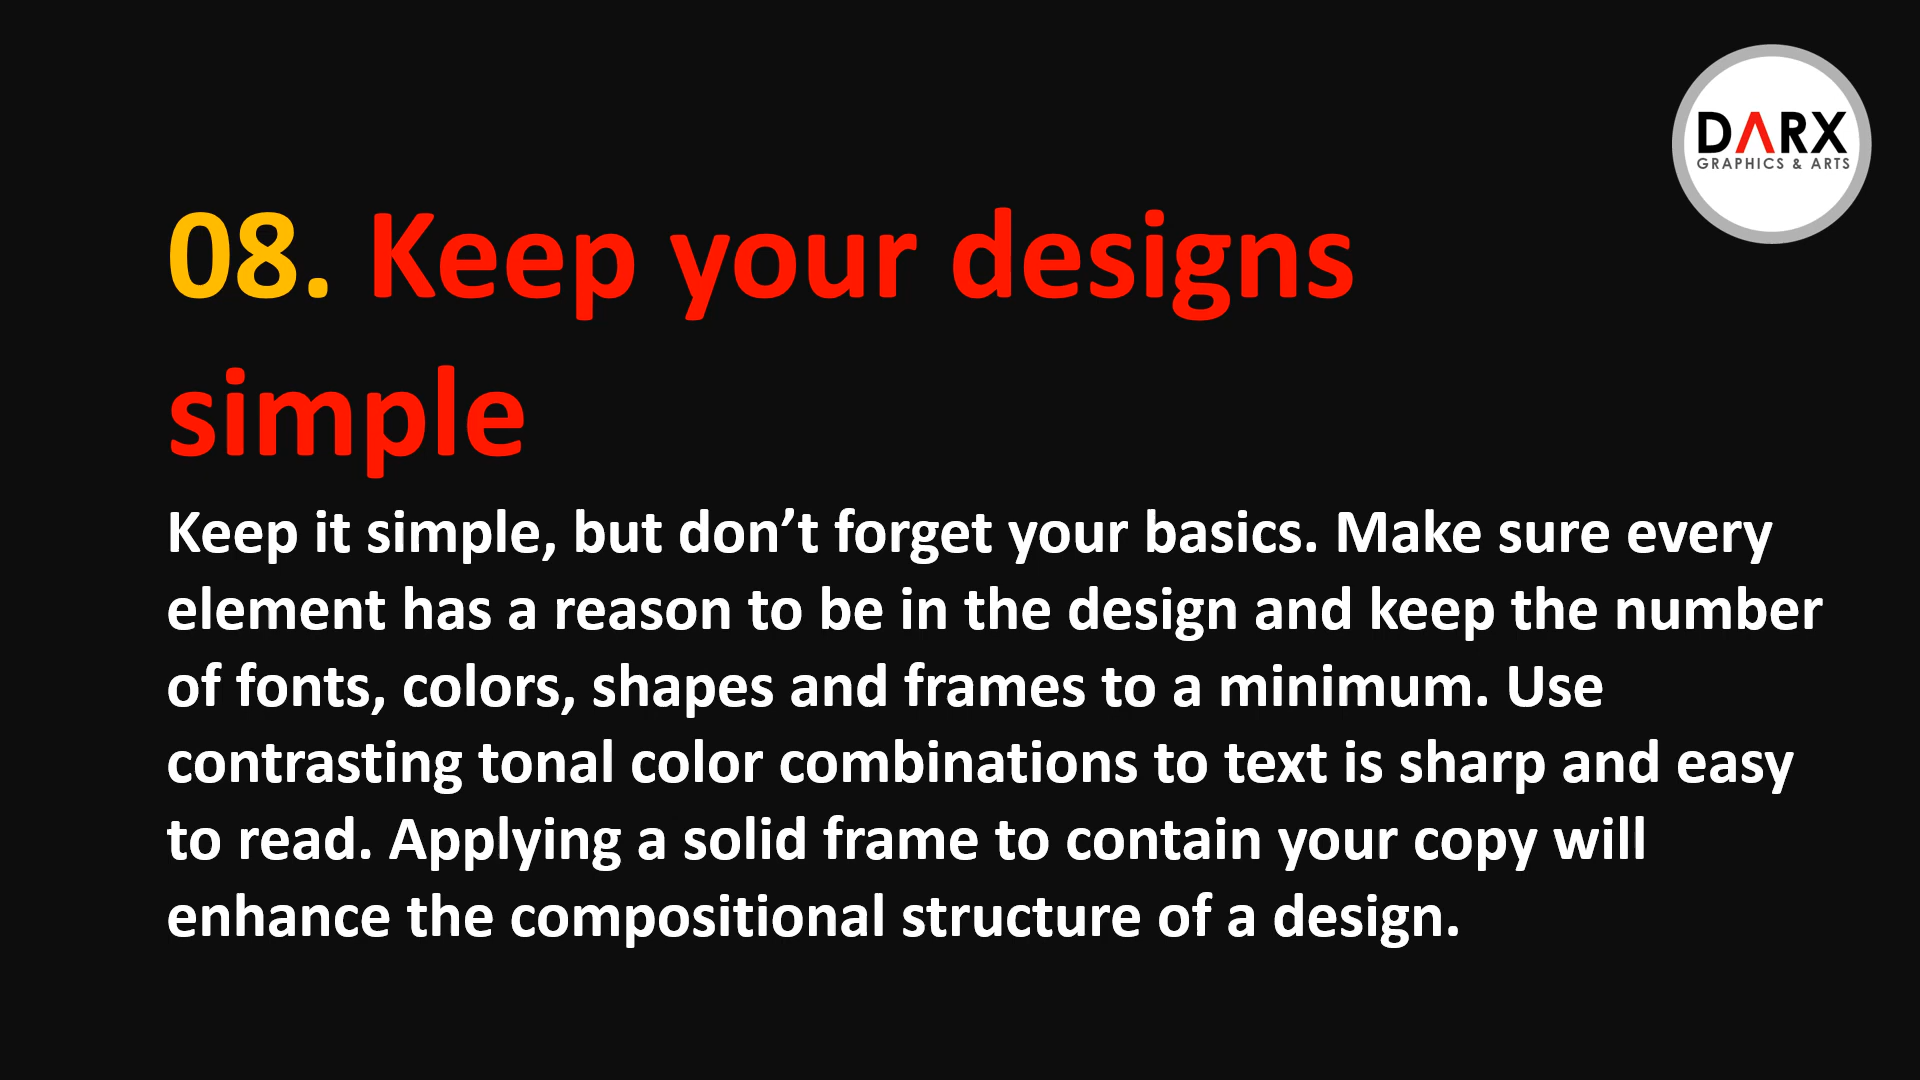 DARX
GRAPHICS & ARTS
08. Keep your designs
simple
Keep it simple, but don’t forget your basics. Make sure every
element has a reason to be in the design and keep the number
of fonts, colors, shapes and frames to a minimum. Use
contrasting tonal color combinations to text is sharp and easy
to read. Applying a solid frame to contain your copy will
enhance the compositional structure of a design.